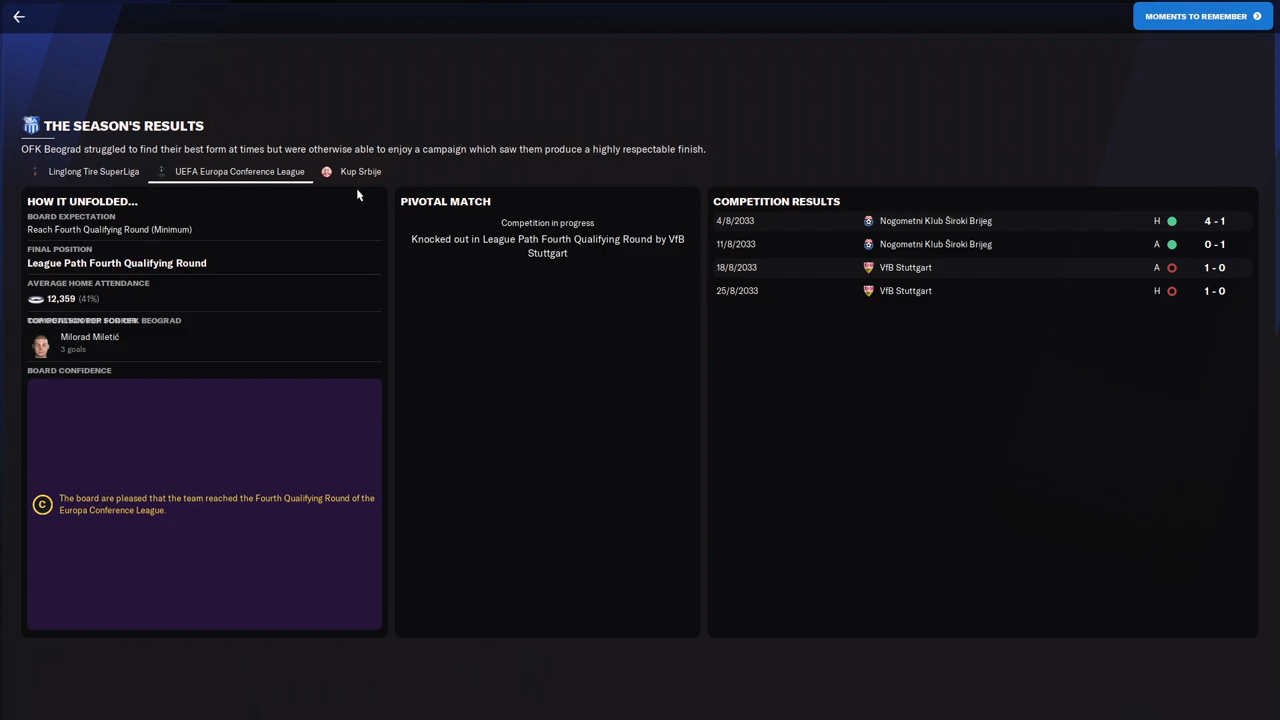 MOMENTS TO REMEMBER
THE SEASON'S RESULTS
OFK Beograd struggled to find their best form at times but were otherwise able to enjoy a campaign which saw them produce a highly respectable finish.
Linglong Tire SuperLiga UEFA Europa Conference League Kup Srbije
HOW IT UNFOLDED...
BOARD EXPECTATION
Reach Fourth Qualifying Round (Minimum)
FINAL POSITION
League Path Fourth Qualifying Round
AVERAGE HOME ATTENDANCE
12,359 (41%)
BEOGRAD
Milorad Miletić
3 goals
BOARD CONFIDENCE
C
The board are pleased that the team reached the Fourth Qualifying Round of the
Europa Conference League.
PIVOTAL MATCH
Competition in progress
Knocked out in League Path Fourth Qualifying Round by VfB
Stuttgart
COMPETITION RESULTS
4/8/2033 Nogometni Klub Široki Brijeg H 4 - 1
11/8/2033 Nogometni Klub Široki Brijeg A 0 - 1
18/8/2033 VfB Stuttgart A 1 - 0
25/8/2033 VfB Stuttgart H 1 - 0